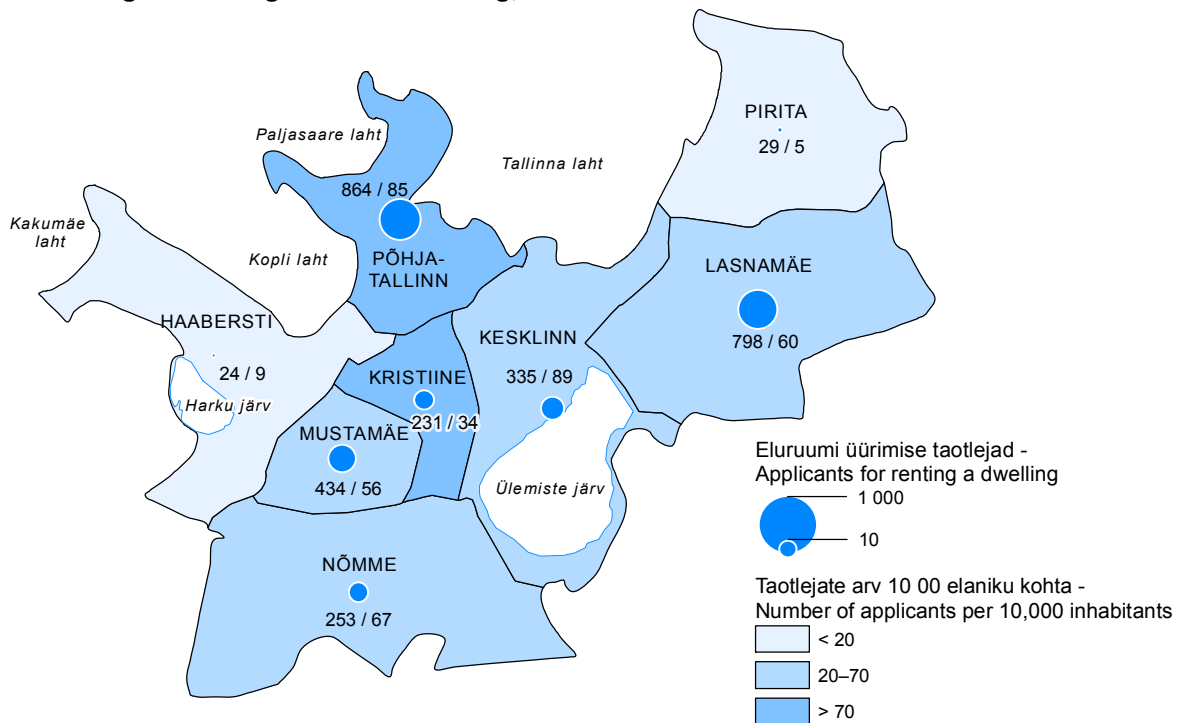 PIRITA
29 / 5
Paljasaare laht
Tallinna laht
864 / 85
Kakumäe
laht
Kopli laht
PÕHJA-
TALLINN
LASNAMÄE
798 / 60
HAABERSTI
24 / 9
Harku järv
KESKLINN
335 / 89
KRISTIINE
231 / 34
MUSTAMÄE
434 / 56
Ülemiste järv
NÕMME
253 / 67
Eluruumi üürimise taotlejad -
Applicants for renting a dwelling
1 000
10
Taotlejate arv 10 00 elaniku kohta -
Number of applicants per 10,000 inhabitants
< 20
20–70
> 70